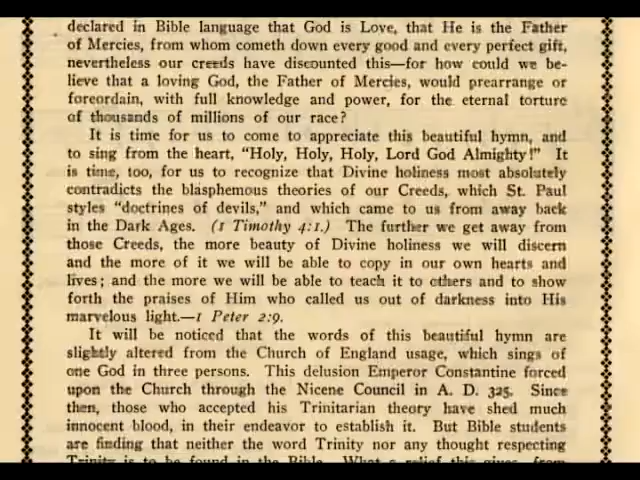 declared in Bible language that God is Love, that He is the Father
of Mercies, from whom cometh down every good and every perfect gift,
nevertheless our creeds have discounted this—for how could we be-
lieve that a loving God, the Father of Mercies, would prearrange or
foreordain, with full knowledge and power, for the eternal torture
of thousands of millions of our race?
It is time for us to come to appreciate this beautiful hymn, and
to sing from the heart, “Holy, Holy, Holy, Lord God Almighty!” It
is time, too, for us to recognize that Divine holiness most absolutely
contradicts the blasphemous theories of our Creeds, which St. Paul
styles “doctrines of devils,” and which came to us from away back
in the Dark Ages. (1 Timothy 4:1.) The further we get away from
those Creeds, the more beauty of Divine holiness we will discern
and the more of it we will be able to copy in our own hearts and
lives; and the more we will be able to teach it to others and to show
forth the praises of Him who called us out of darkness into His
marvelous light.—1 Peter 2:9.
It will be noticed that the words of this beautiful hymn are
slightly altered from the Church of England usage, which sings of
one God in three persons. This delusion Emperor Constantine forced
upon the Church through the Nicene Council in A. D. 325. Since
then, those who accepted his Trinitarian theory have shed much
innocent blood, in their endeavor to establish it. But Bible students
are finding that neither the word Trinity nor any thought respecting
Trinity is to be found in the Bible. What a relief this gives, from